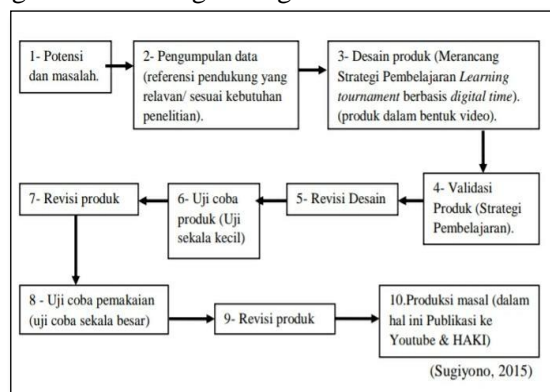 1- Potensi
dan masalah.
2- Pengumpulan data
(referensi pendukung yang
relavan/ sesuai kebutuhan
penelitian).
3- Desain produk (Merancang
Strategi Pembelajaran Learning
tournament berbasis digital time).
(produk dalam bentuk video).
4- Validasi
Produk (Strategi
Pembelajaran).
5- Revisi Desain
6- Uji coba
produk (Uji
sekala kecil)
7- Revisi produk
8 - Uji coba pemakaian
(uji coba sekala besar)
9- Revisi produk
10.Produksi masal (dalam
hal ini Publikasi ke
Youtube & HAKI)
(Sugiyono, 2015)